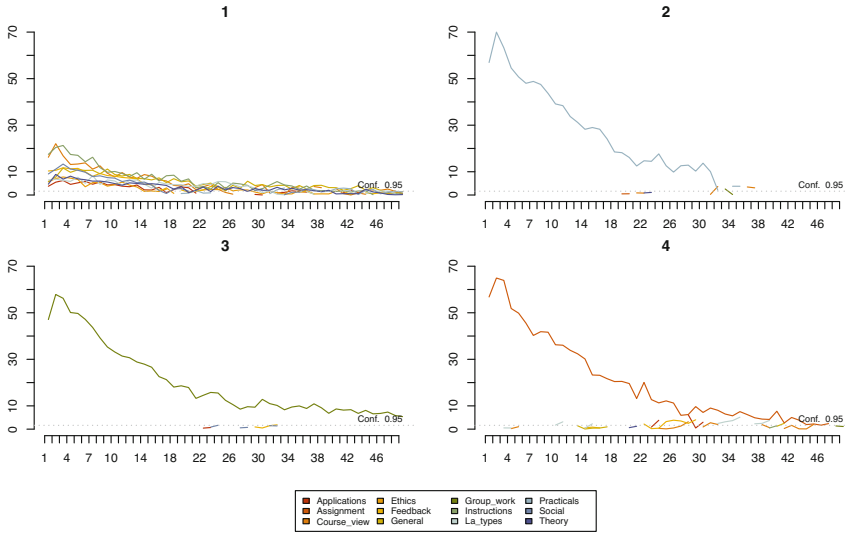 1
2
70
50
30
10
0
Conf. 0.95
1 4 7 10 14 18 22 26 30 34 38 42 46
70
50
30
10
0
Conf. 0.95
1 4 7 10 14 18 22 26 30 34 38 42 46
3
4
70
50
30
10
0
Conf. 0.95
1 4 7 10 14 18 22 26 30 34 38 42 46
70
50
30
10
0
Conf. 0.95
1 4 7 10 14 18 22 26 30 34 38 42 46
Applications Ethics Group_work Practicals
Assignment Feedback Instructions Social
Course_view General La_types Theory